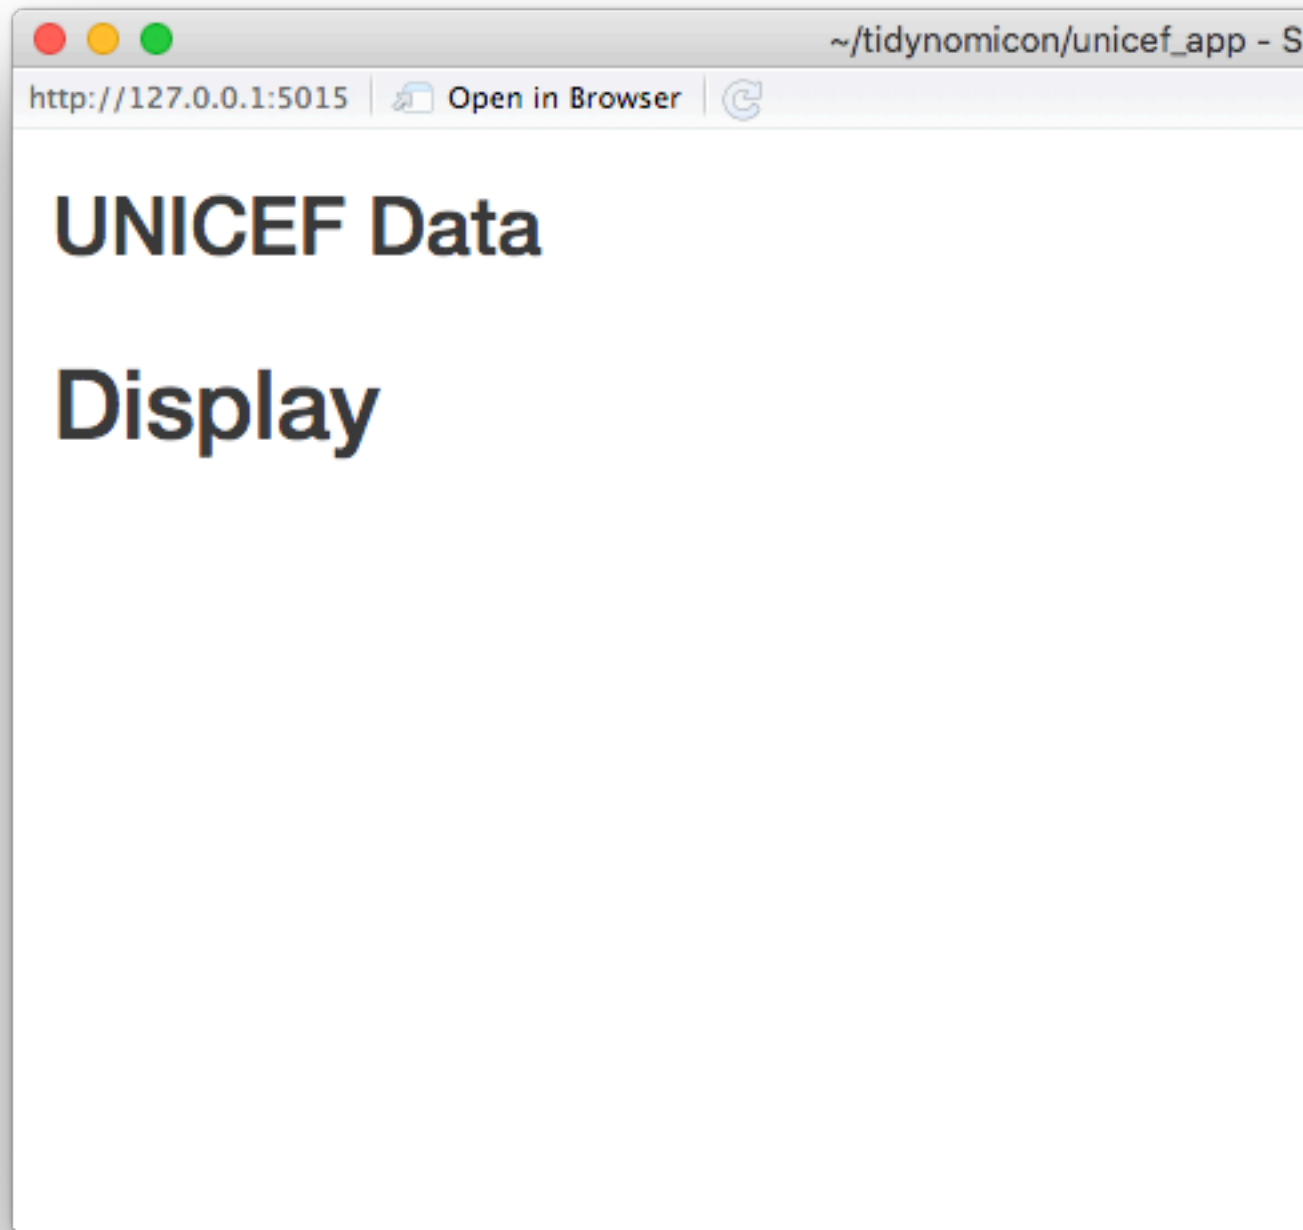 ~/tidynomicon/unicef_app - S
http://127.0.0.1:5015 Open in Browser
UNICEF Data
Display